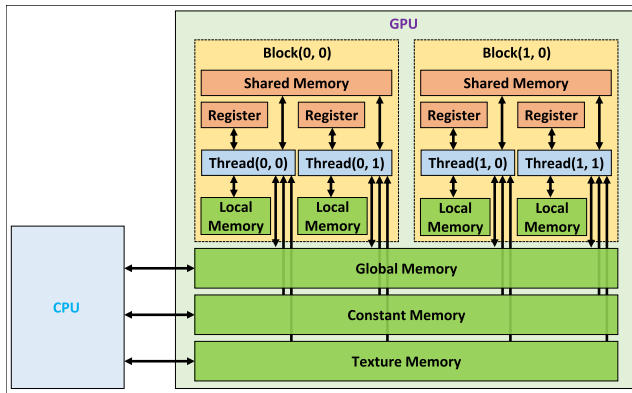 GPU
Block(0, 0)
Block(1, 0)
Shared Memory
Shared Memory
Register
Register
Register
Register
Thread(0, 0)
Thread(0, 1)
Thread(1, 0)
Thread(1, 1)
Local
Memory
Local
Memory
Local
Memory
Local
Memory
CPU
Global Memory
Constant Memory
Texture Memory